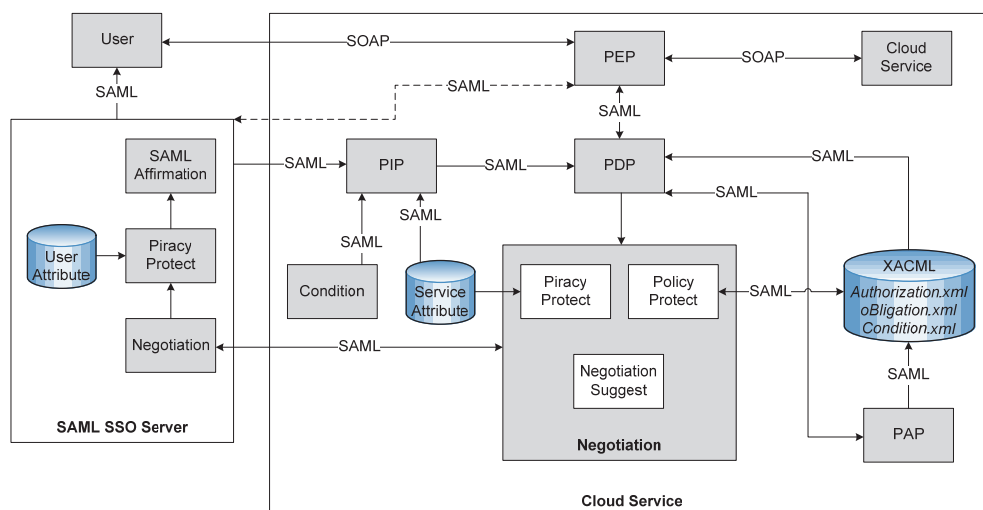 User
SOAP
PEP
SOAP
Cloud
Service
SAML
SAML
SAML
SAML
Affirmation
SAML
PIP
SAML
PDP
SAML
SAML
SAML
SAML
User
Attribute
Piracy
Protect
Condition
Service
Attribute
Piracy
Protect
Policy
Protect
SAML
XACML
Authorization.xml
oBligation.xml
Condition.xml
Negotiation
SAML
Negotiation
Suggest
SAML
SAML SSO Server
Negotiation
PAP
Cloud Service